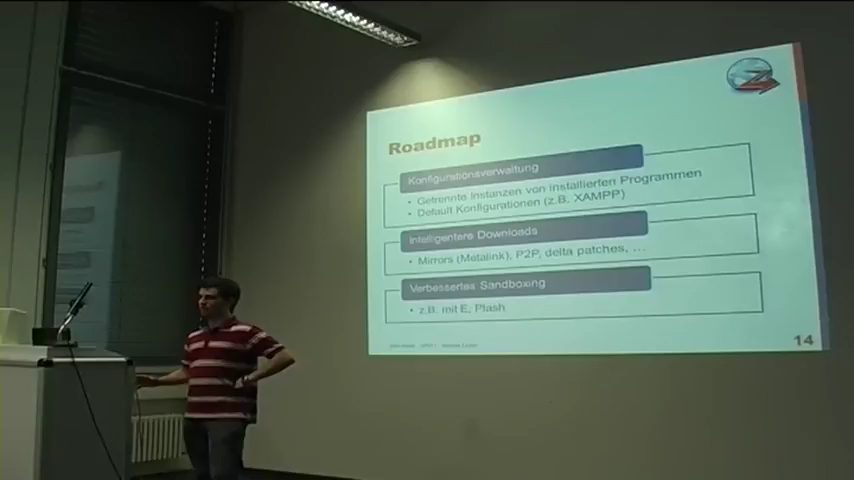 Roadmap
Konfigurationsverwaltung
• Getrennte Instanzen von installierten Programmen
• Default Konfigurationen (z.B. XAMPP)
Intelligentere Downloads
• Mirrors (Metalink), P2P, delta patches, ...
Verbessertes Sandboxing
• z.B. mit E, Plash
14